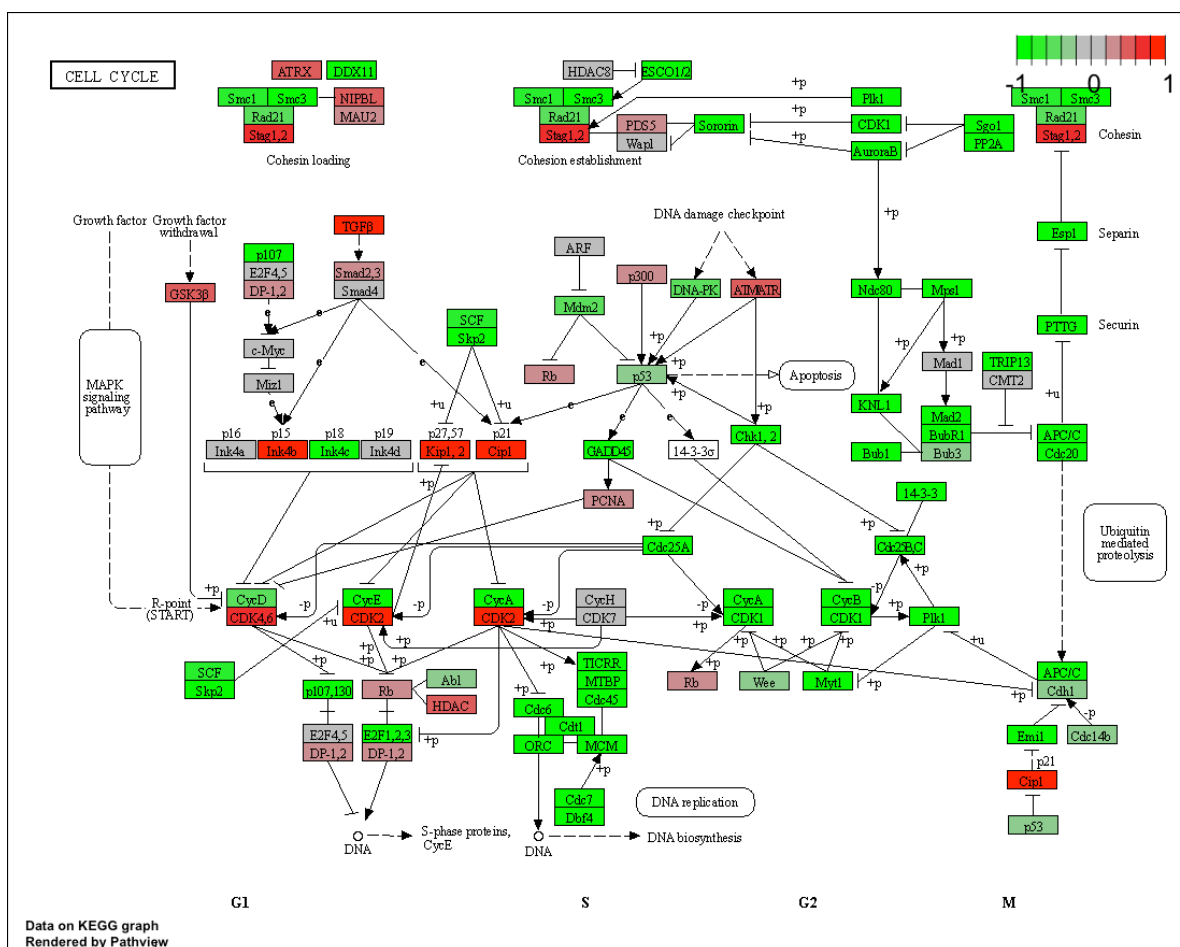 CELL CYCLE
ATRX
DDX11
HDAC8
ESCO1/2
+p
-1
0
1
Smc1
Smc3
NIPBL
Rad21
MAU2
Stag1,2
Cohesin loading
Smc1
Smc3
Rad21
Stag1,2
PDS5
Wapl
Sororin
Cohesion establishment
Plk1
+p
CDK1
+p
AuroraB
Sgo1
PP2A
Smc1
Smc3
Rad21
Stag1,2
Cohesin
Growth factor
Growth factor
withdrawal
TGFβ
DNA damage checkpoint
+p
p107
E2F4,5
DP-1,2
Smad2,3
Smad4
GSK3β
ARF
p300
DNA-PK
ATM/ATR
Mdm2
Esp1
Separin
Ndc80
Mps1
e
e
e
SCF
Skp2
+p
+p
+p
+p
PTTG
Securin
c-Myc
Miz1
MAPK
signaling
pathway
e
e
Rb
p53
+p
Apoptosis
Mad1
TRIP13
CMT2
KNL1
+u
+u
+u
e
e
e
+p
Mad2
BubR1
Bub3
Bub1
APC/C
Cdc20
p16
Ink4a
p15
Ink4b
p18
Ink4c
p19
Ink4d
p27,57
Kip1, 2
p21
Cip1
GADD45
14-3-3σ
Chk1, 2
+p
PCNA
14-3-3
+p
+p
+p
Cdc25A
Cdc25B,C
Ubiquitin
mediated
proteolysis
R-point
(START)
+p
CycD
CDK4,6
-p
CycE
CDK2
-p
CycA
CDK2
-p
CycH
CDK7
-p
+p
CycA
CDK1
CycB
CDK1
-p
+p
+p
Plk1
+u
+u
+p
+p
+p
+p
+p
+p
+p
+p
+p
+p
SCF
Skp2
p107,130
Rb
Abl
HDAC
TICRR
MTBP
Cdc45
Rb
Wee
Myt1
APC/C
Cdh1
+p
-p
E2F4,5
DP-1,2
E2F1,2,3
DP-1,2
+p
Cdc6
Cdt1
ORC
MCM
+p
Emi1
Cdc14b
p21
Cip1
p53
Cdc7
Dbf4
DNA replication
DNA
S-phase proteins,
CycE
DNA
DNA biosynthesis
G1
S
G2
M
Data on KEGG graph
Rendered by Pathview